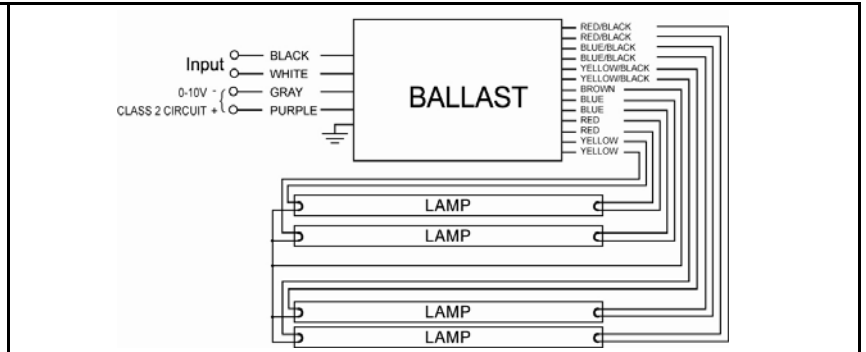 Input
BLACK
WHITE
0-10V -
GRAY
CLASS 2 CIRCUIT +
PURPLE
BALLAST
RED/BLACK
RED/BLACK
BLUE/BLACK
BLUE/BLACK
YELLOW/BLACK
YELLOW/BLACK
BROWN
BLUE
BLUE
RED
RED
YELLOW
YELLOW
LAMP
LAMP
LAMP
LAMP